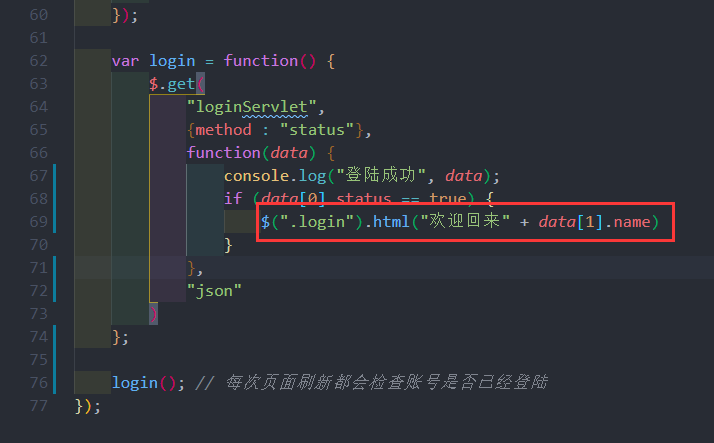 60 });
61
62 var login = function() {
63 $.get(
64 "loginServlet",
65 {method : "status"},
66 function(data) {
67 console.log("登陆成功", data);
68 if (data[0].status == true) {
69 $(".login").html("欢迎回来" + data[1].name)
70 }
71 },
72 "json"
73 )
74 };
75
76 login(); // 每次页面刷新都会检查账号是否已经登陆
77 });